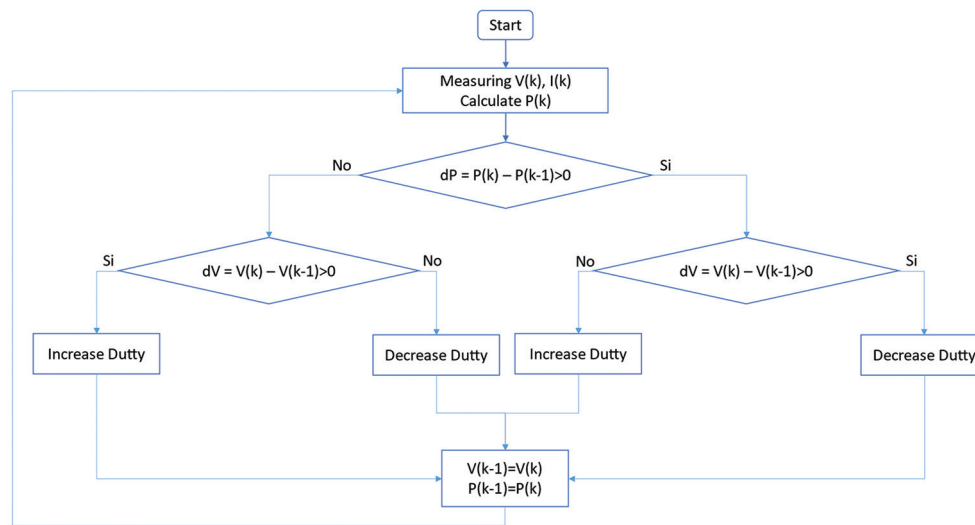 Start
Measuring V(k), I(k)
Calculate P(k)
No
Si
dP = P(k) – P(k-1)>0
Si
No
No
Si
dV = V(k) – V(k-1)>0
dV = V(k) – V(k-1)>0
Increase Dutty
Decrease Dutty
Increase Dutty
Decrease Dutty
V(k-1)=V(k)
P(k-1)=P(k)